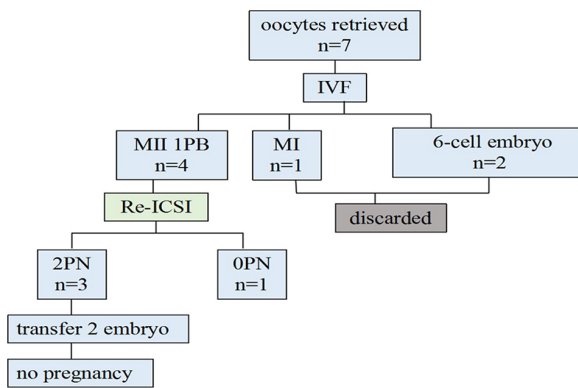 oocytes retrieved
n=7
IVF
MII 1PB
n=4
MI
n=1
6-cell embryo
n=2
Re-ICSI
discarded
2PN
n=3
0PN
n=1
transfer 2 embryo
no pregnancy